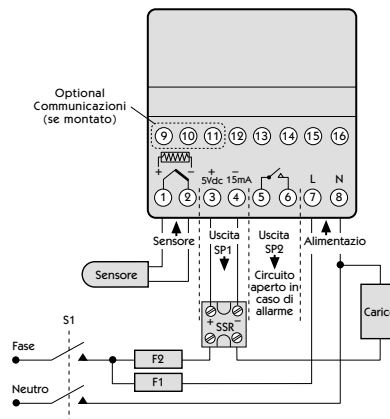 Optional
Communicazioni
(se montato)
9 10 11 12 13 14 15 16
+ − + − L N
5Vdc 15mA
1 2 3 4 5 6 7 8
Sensore
Uscita
SP1
Uscita
SP2
Alimentazio
Circuito
aperto in
caso di
allarme
Sensore
+ −
SSR
Carico
S1
Fase
F2
F1
Neutro